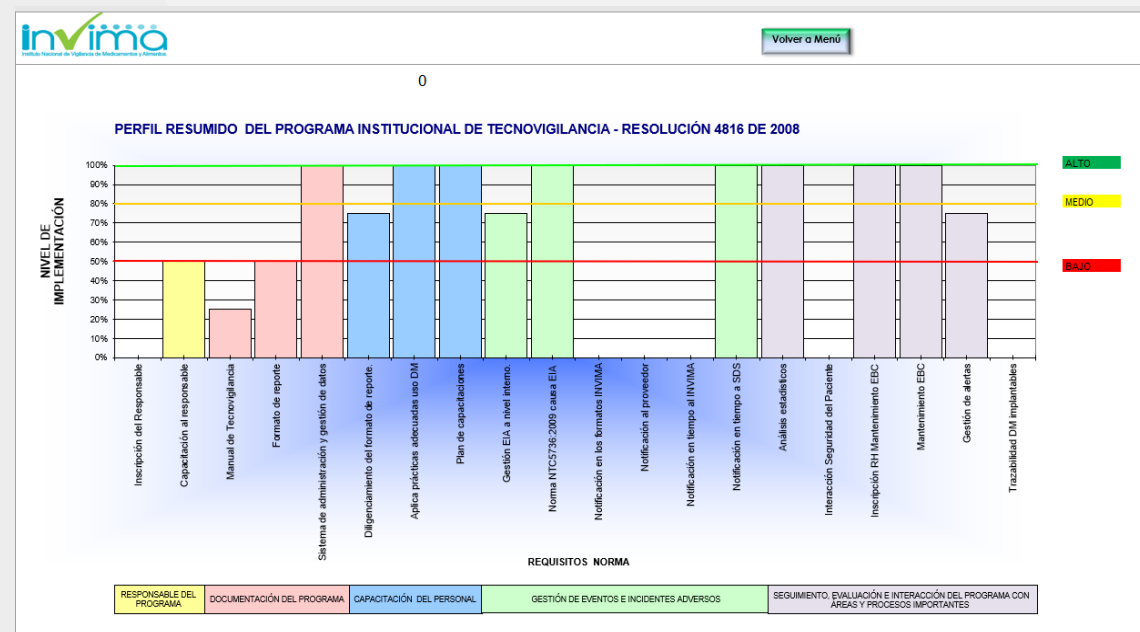 invima
Instituto Nacional de Vigilancia de Medicamentos y Alimentos
Volver a Menú
0
PERFIL RESUMIDO DEL PROGRAMA INSTITUCIONAL DE TECNOVIGILANCIA - RESOLUCIÓN 4816 DE 2008
NIVEL DE
IMPLEMENTACIÓN
100%
90%
80%
70%
60%
50%
40%
30%
20%
10%
0%
ALTO
MEDIO
BAJO
Inscripción del Responsable
Capacitación al responsable
Manual de Tecnovigilancia
Formato de reporte
Sistema de administración y gestión de datos
Diligenciamiento del formato de reporte.
Aplica prácticas adecuadas uso DM
Plan de capacitaciones
Gestión EIA a nivel interno.
Norma NTC5736:2009 causa EIA
Notificación en los formatos INVIMA
Notificación al proveedor
Notificación en tiempo al INVIMA
Notificación en tiempo a SDS
Análisis estadísticos
Interacción Seguridad del Paciente
Inscripción RH Mantenimiento EBC
Mantenimiento EBC
Gestión de alertas
Trazabilidad DM implantables
REQUISITOS NORMA
RESPONSABLE DEL
PROGRAMA
DOCUMENTACIÓN DEL PROGRAMA
CAPACITACIÓN DEL PERSONAL
GESTIÓN DE EVENTOS E INCIDENTES ADVERSOS
SEGUIMIENTO, EVALUACIÓN E INTERACCIÓN DEL PROGRAMA CON
ÁREAS Y PROCESOS IMPORTANTES